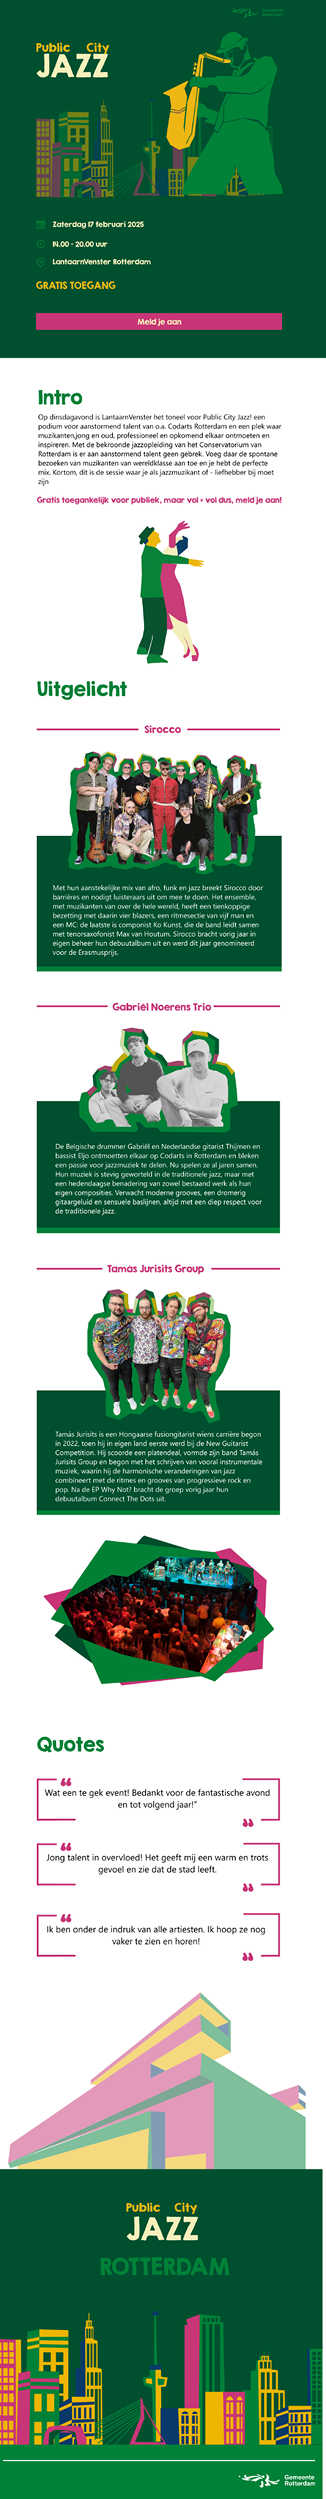 Gemeente
Rotterdam
Public City
JAZZ
Zaterdag 17 februari 2025
14.00 - 20.00 uur
LantaarnVenster Rotterdam
GRATIS TOEGANG
Meld je aan
Intro
Op dinsdagavond is LantaarnVenster het toneel voor Public City Jazz! een
podium voor aanstormend talent van o.a. Codarts Rotterdam en een plek waar
muzikanten,jong en oud, professioneel en opkomend elkaar ontmoeten en
inspireren. Met de bekroonde jazzopleiding van het Conservatorium van
Rotterdam is er aan aanstormend talent geen gebrek. Voeg daar de spontane
bezoeken van muzikanten van wereldklasse aan toe en je hebt de perfecte
mix. Kortom, dit is de sessie waar je als jazzmuzikant of - liefhebber bij moet
zijn
Gratis toegankelijk voor publiek, maar vol = vol dus, meld je aan!
Uitgelicht
Sirocco
Met hun aanstekelijke mix van afro, funk en jazz breekt Sirocco door
barrières en nodigt luisteraars uit om mee te doen. Het ensemble,
met muzikanten van over de hele wereld, heeft een tienkoppige
bezetting met daarin vier blazers, een ritmesectie van vijf man en
een MC; de laatste is componist Ko Kunst, die de band leidt samen
met tenorsaxofonist Max van Houtum. Sirocco bracht vorig jaar in
eigen beheer hun debuutalbum uit en werd dit jaar genomineerd
voor de Erasmusprijs.
Gabriël Noerens Trio
De Belgische drummer Gabriël en Nederlandse gitarist Thijmen en
bassist Eljo ontmoetten elkaar op Codarts in Rotterdam en bleken
een passie voor jazzmuziek te delen. Nu spelen ze al jaren samen.
Hun muziek is stevig geworteld in de traditionele jazz, maar met
een hedendaagse benadering van zowel bestaand werk als hun
eigen composities. Verwacht moderne grooves, een dromerig
gitaargeluid en sensuele baslijnen, altijd met een diep respect voor
de traditionele jazz.
Tamás Jurisits Group
Tamás Jurisits is een Hongaarse fusiongitarist wiens carrière begon
in 2022, toen hij in eigen land eerste werd bij de New Guitarist
Competition. Hij scoorde een platendeal, vormde zijn band Tamás
Jurisits Group en begon met het schrijven van vooral instrumentale
muziek, waarin hij de harmonische veranderingen van jazz
combineert met de ritmes en grooves van progressieve rock en
pop. Na de EP Why Not? bracht de groep vorig jaar hun
debuutalbum Connect The Dots uit.
Quotes
“
Wat een te gek event! Bedankt voor de fantastische avond
en tot volgend jaar!”
”
“
Jong talent in overvloed! Het geeft mij een warm en trots
gevoel en zie dat de stad leeft.
”
“
Ik ben onder de indruk van alle artiesten. Ik hoop ze nog
vaker te zien en horen!
”
Public City
JAZZ
ROTTERDAM
Gemeente
Rotterdam